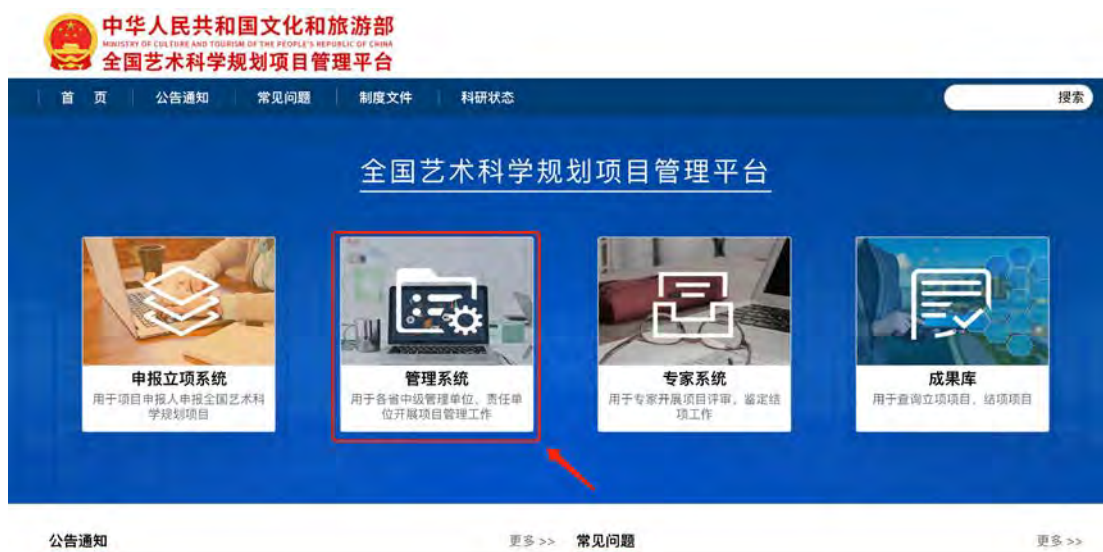 中华人民共和国文化和旅游部
MINISTRY OF CULTURE AND TOURISM OF THE PEOPLE'S REPUBLIC OF CHINA
全国艺术科学规划项目管理平台
首 页 公告通知 常见问题 制度文件 科研状态 搜索
全国艺术科学规划项目管理平台
申报立项系统
用于项目申报人申报全国艺术科
学规划项目
管理系统
用于各省中级管理单位、责任单
位开展项目管理工作
专家系统
用于专家开展项目评审、鉴定结
项工作
成果库
用于查询立项项目、结项项目
公告通知 更多 >>
常见问题 更多 >>